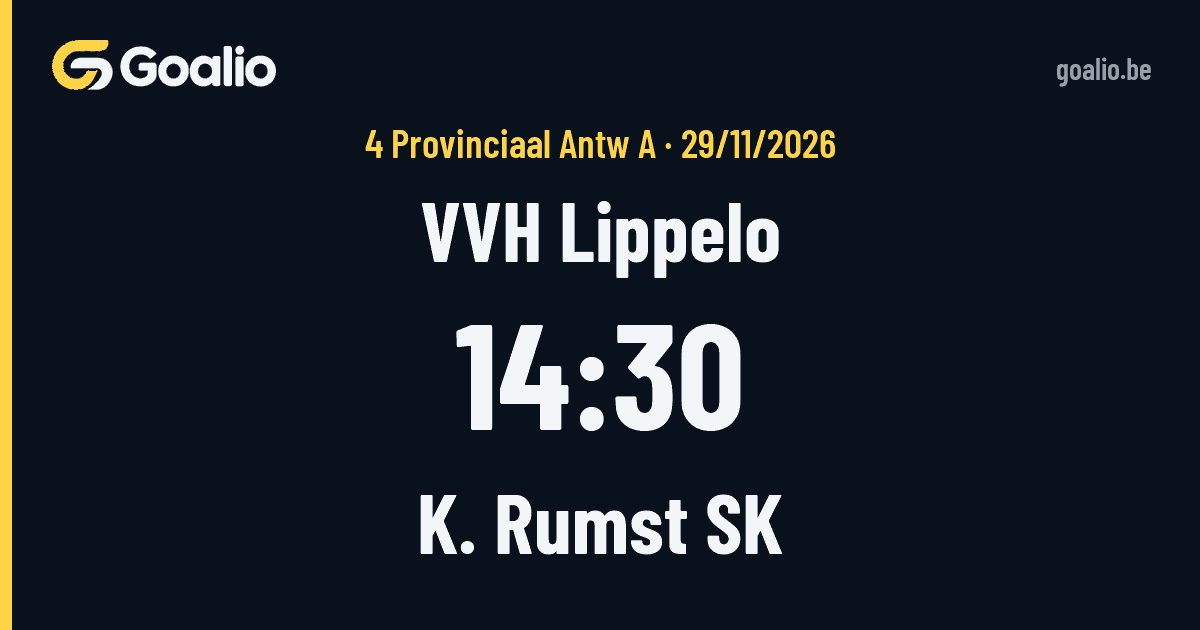 Goalio
goalio.be
4 Provinciaal Antw A · 29/11/2026
VVH Lippelo
14:30
K. Rumst SK